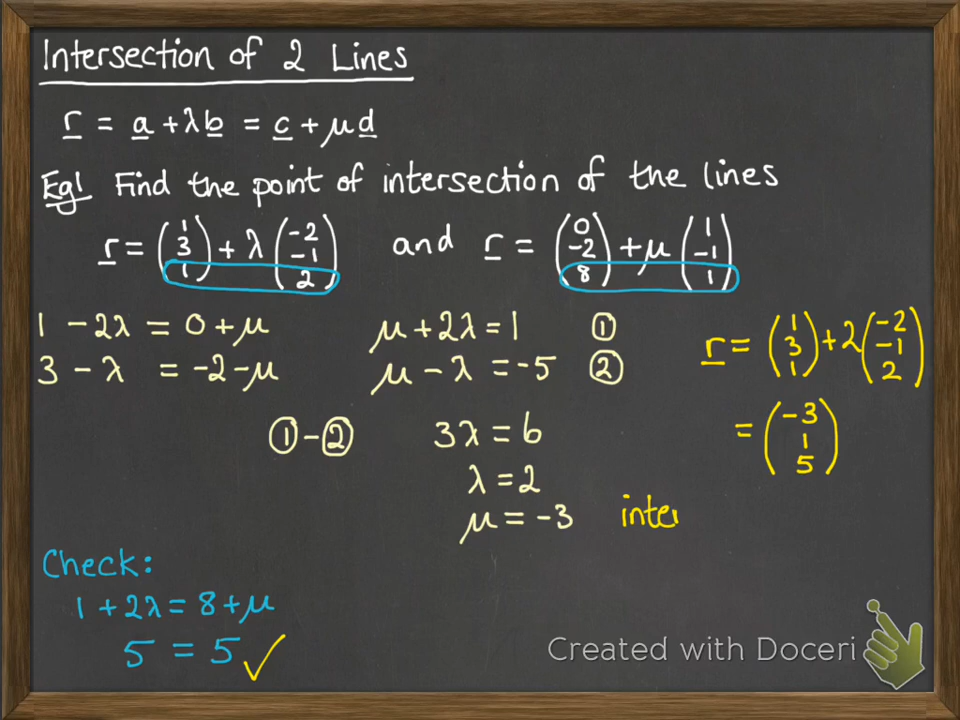 Intersection of 2 Lines
r = a + λb = c + μd
Eg1 Find the point of intersection of the lines
r = (1 3 1) + λ (-2 -1 2) and r = (0 -2 8) + μ (1 -1 1)
1 - 2λ = 0 + μ
3 - λ = -2 - μ
μ + 2λ = 1 ①
μ - λ = -5 ②
① - ② 3λ = 6
λ = 2
μ = -3
r = (1 3 1) + 2 (-2 -1 2)
= (-3 1 5)
inter
Check:
1 + 2λ = 8 + μ
5 = 5 ✓
Created with Doceri